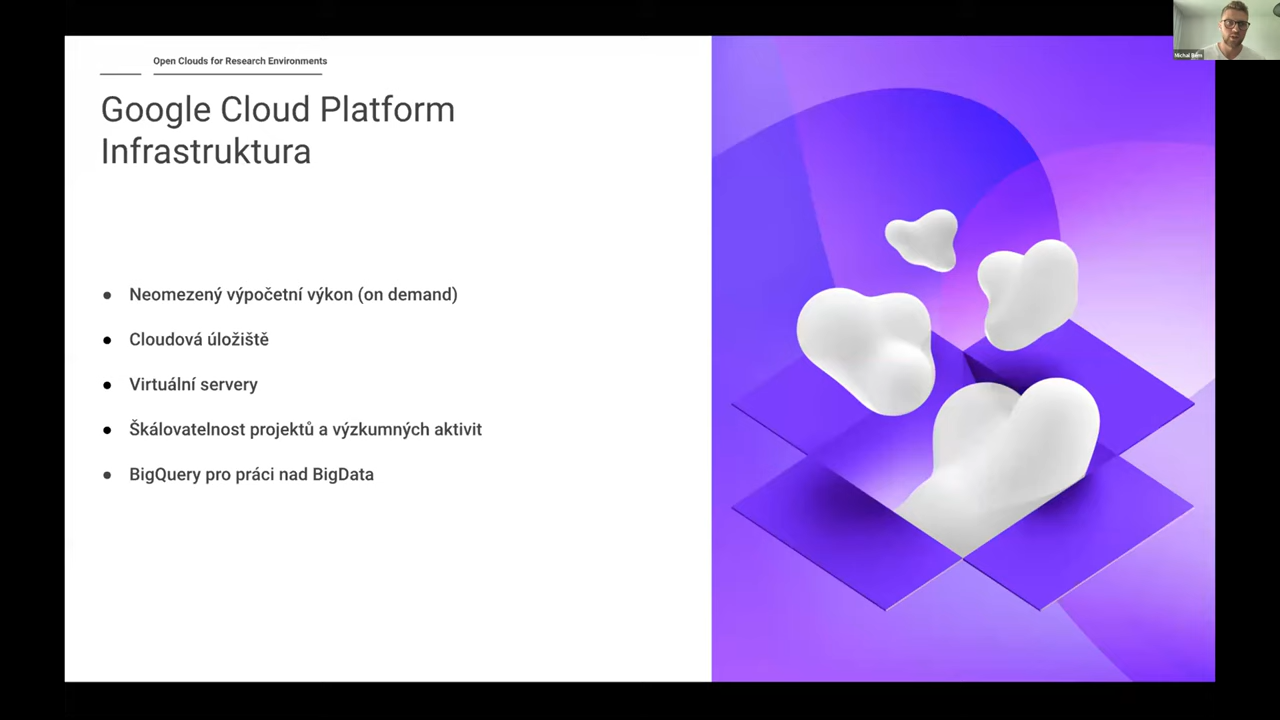 Open Clouds for Research Environments
Google Cloud Platform
Infrastruktura
Neomezený výpočetní výkon (on demand)
Cloudová úložiště
Virtuální servery
Škálovatelnost projektů a výzkumných aktivit
BigQuery pro práci nad BigData
Michal